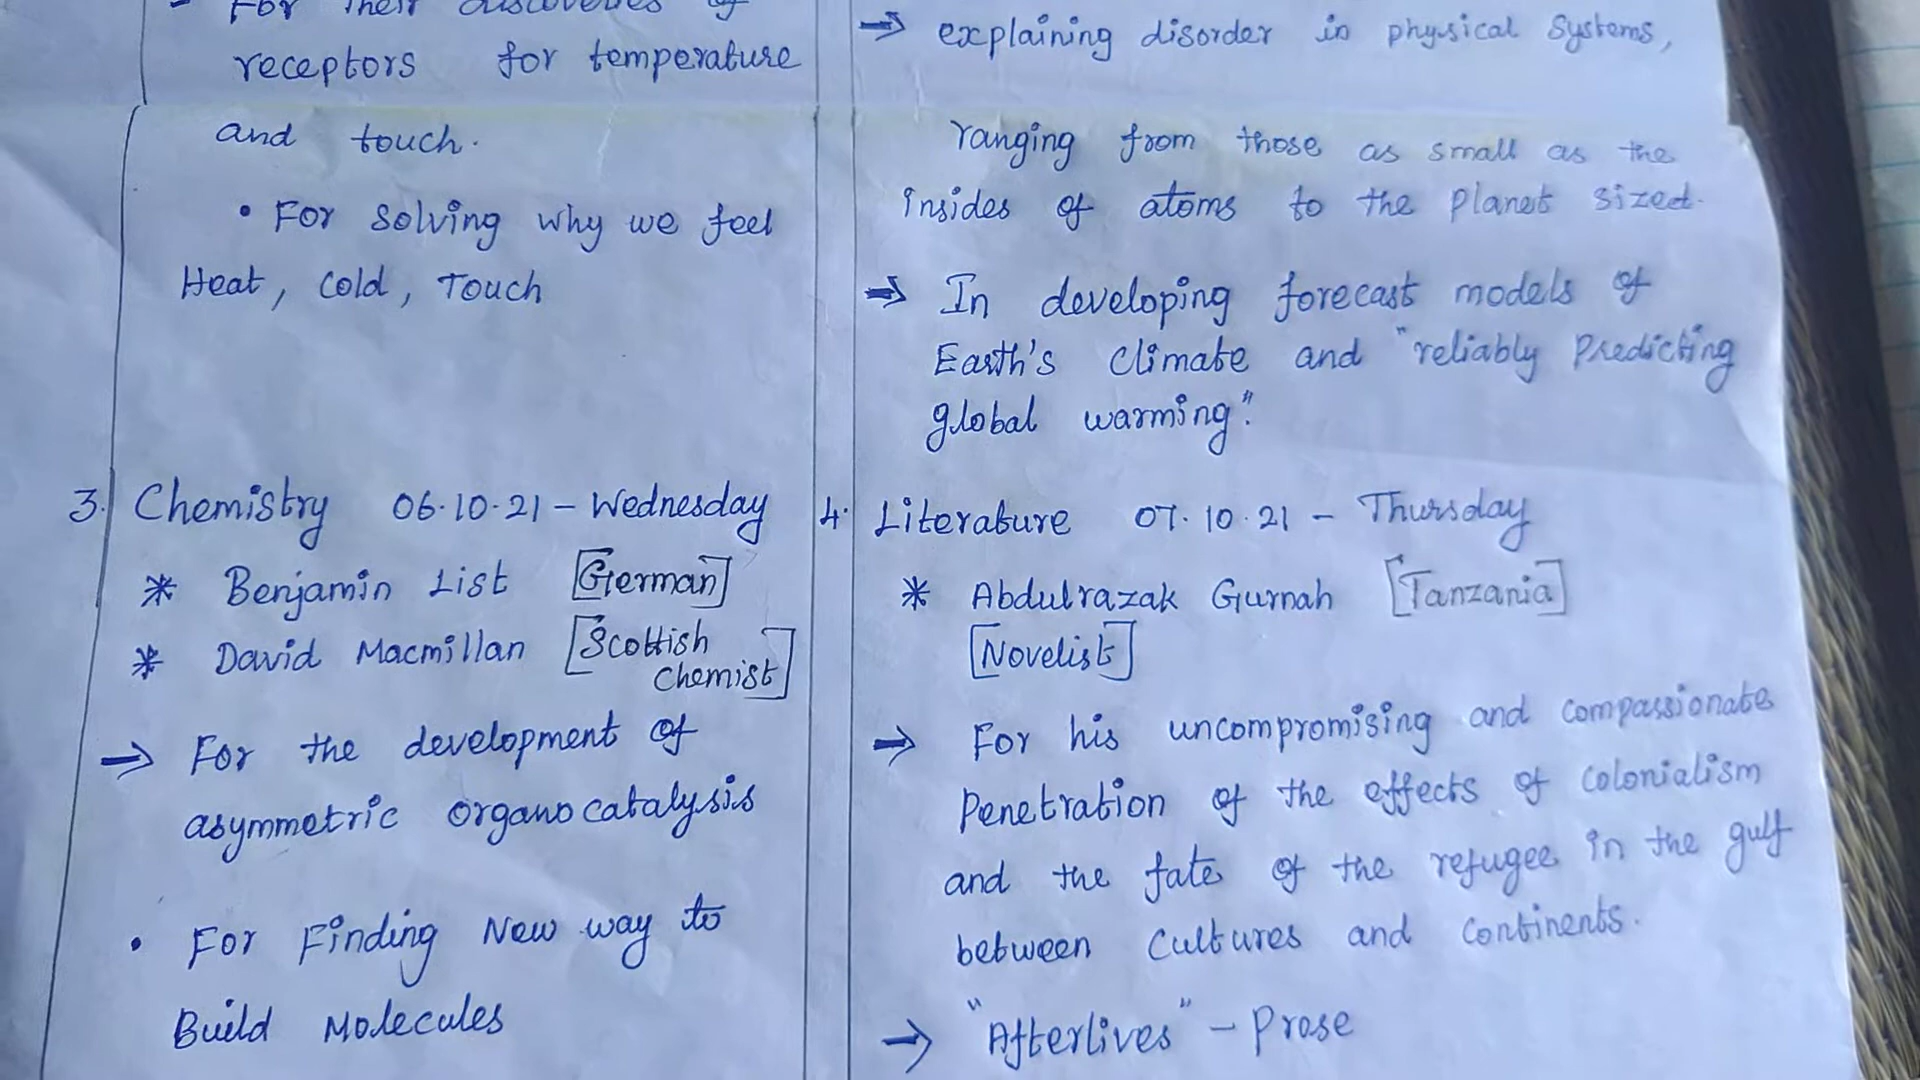 - For their discoveries of
receptors for temperature
and touch.
• For solving why we feel
Heat, Cold, Touch
→ explaining disorder in physical systems,
ranging from those as small as the
insides of atoms to the planet sized.
→ In developing forecast models of
Earth's climate and "reliably predicting
global warming".
3. Chemistry 06.10.21 - Wednesday
* Benjamin List [German]
* David Macmillan [Scottish
Chemist]
→ For the development of
asymmetric organocatalysis
• For Finding New way to
Build Molecules
4. Literature 07.10.21 - Thursday
* Abdulrazak Gurnah [Tanzania]
[Novelist]
→ For his uncompromising and compassionate
Penetration of the effects of colonialism
and the fate of the refugee in the gulf
between Cultures and Continents.
→ "Afterlives" - Prose